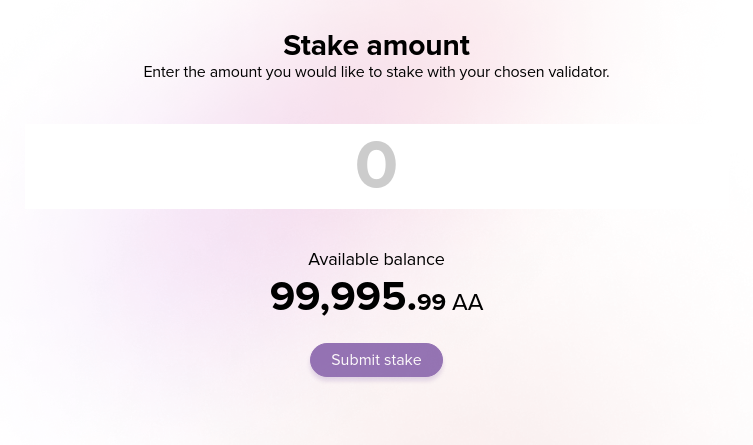 Stake amount
Enter the amount you would like to stake with your chosen validator.
0
Available balance
99,995.99 AA
Submit stake